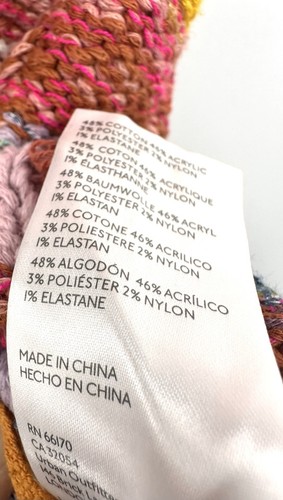 48% COTTON 46% ACRYLIC
3% POLYESTER 2% NYLON
1% ELASTANE
48% COTON 46% ACRYLIQUE
3% POLYESTER 2% NYLON
1% ELASTHANNE
48% BAUMWOLLE 46% ACRYL
3% POLYESTER 2% NYLON
1% ELASTAN
48% COTONE 46% ACRILICO
3% POLIESTERE 2% NYLON
1% ELASTAN
48% ALGODÓN 46% ACRÍLICO
3% POLIÉSTER 2% NYLON
1% ELASTANE
MADE IN CHINA
HECHO EN CHINA
RN 66170
CA 32054
Urban Outfitte
Brick L